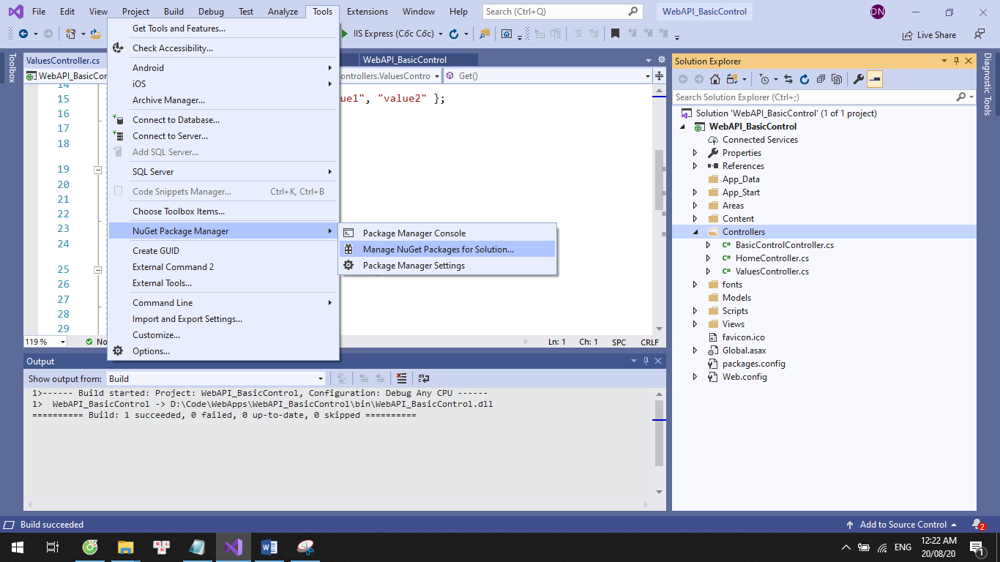 File Edit View Project Build Debug Test Analyze Tools Extensions Window Help Search (Ctrl+Q) WebAPI_BasicControl DN
IIS Express (Cốc Cốc) Live Share
Toolbox
ValuesController.cs WebAPI_BasicControl
WebAPI_BasicCor ontrollers.ValuesContro Get()
14
15 ue1", "value2" };
16
17
18
19
20
21
22
23
24
25
26
27
28
29
Get Tools and Features...
Check Accessibility...
Android
iOS
Archive Manager...
Connect to Database...
Connect to Server...
Add SQL Server...
SQL Server
Code Snippets Manager... Ctrl+K, Ctrl+B
Choose Toolbox Items...
NuGet Package Manager
Create GUID
External Command 2
External Tools...
Command Line
Import and Export Settings...
Customize...
Options...
Package Manager Console
Manage NuGet Packages for Solution...
Package Manager Settings
119 % No Ln: 1 Ch: 1 SPC CRLF
Output
Show output from: Build
1>------ Build started: Project: WebAPI_BasicControl, Configuration: Debug Any CPU ------
1> WebAPI_BasicControl -> D:\Code\WebApps\WebAPI_BasicControl\bin\WebAPI_BasicControl.dll
========== Build: 1 succeeded, 0 failed, 0 up-to-date, 0 skipped ==========
Solution Explorer
Search Solution Explorer (Ctrl+;)
Solution 'WebAPI_BasicControl' (1 of 1 project)
WebAPI_BasicControl
Connected Services
Properties
References
App_Data
App_Start
Areas
Content
Controllers
C# BasicControlController.cs
C# HomeController.cs
C# ValuesController.cs
fonts
Models
Scripts
Views
favicon.ico
Global.asax
packages.config
Web.config
Diagnostic Tools
Build succeeded Add to Source Control 2
ENG 12:22 AM
20/08/20 1